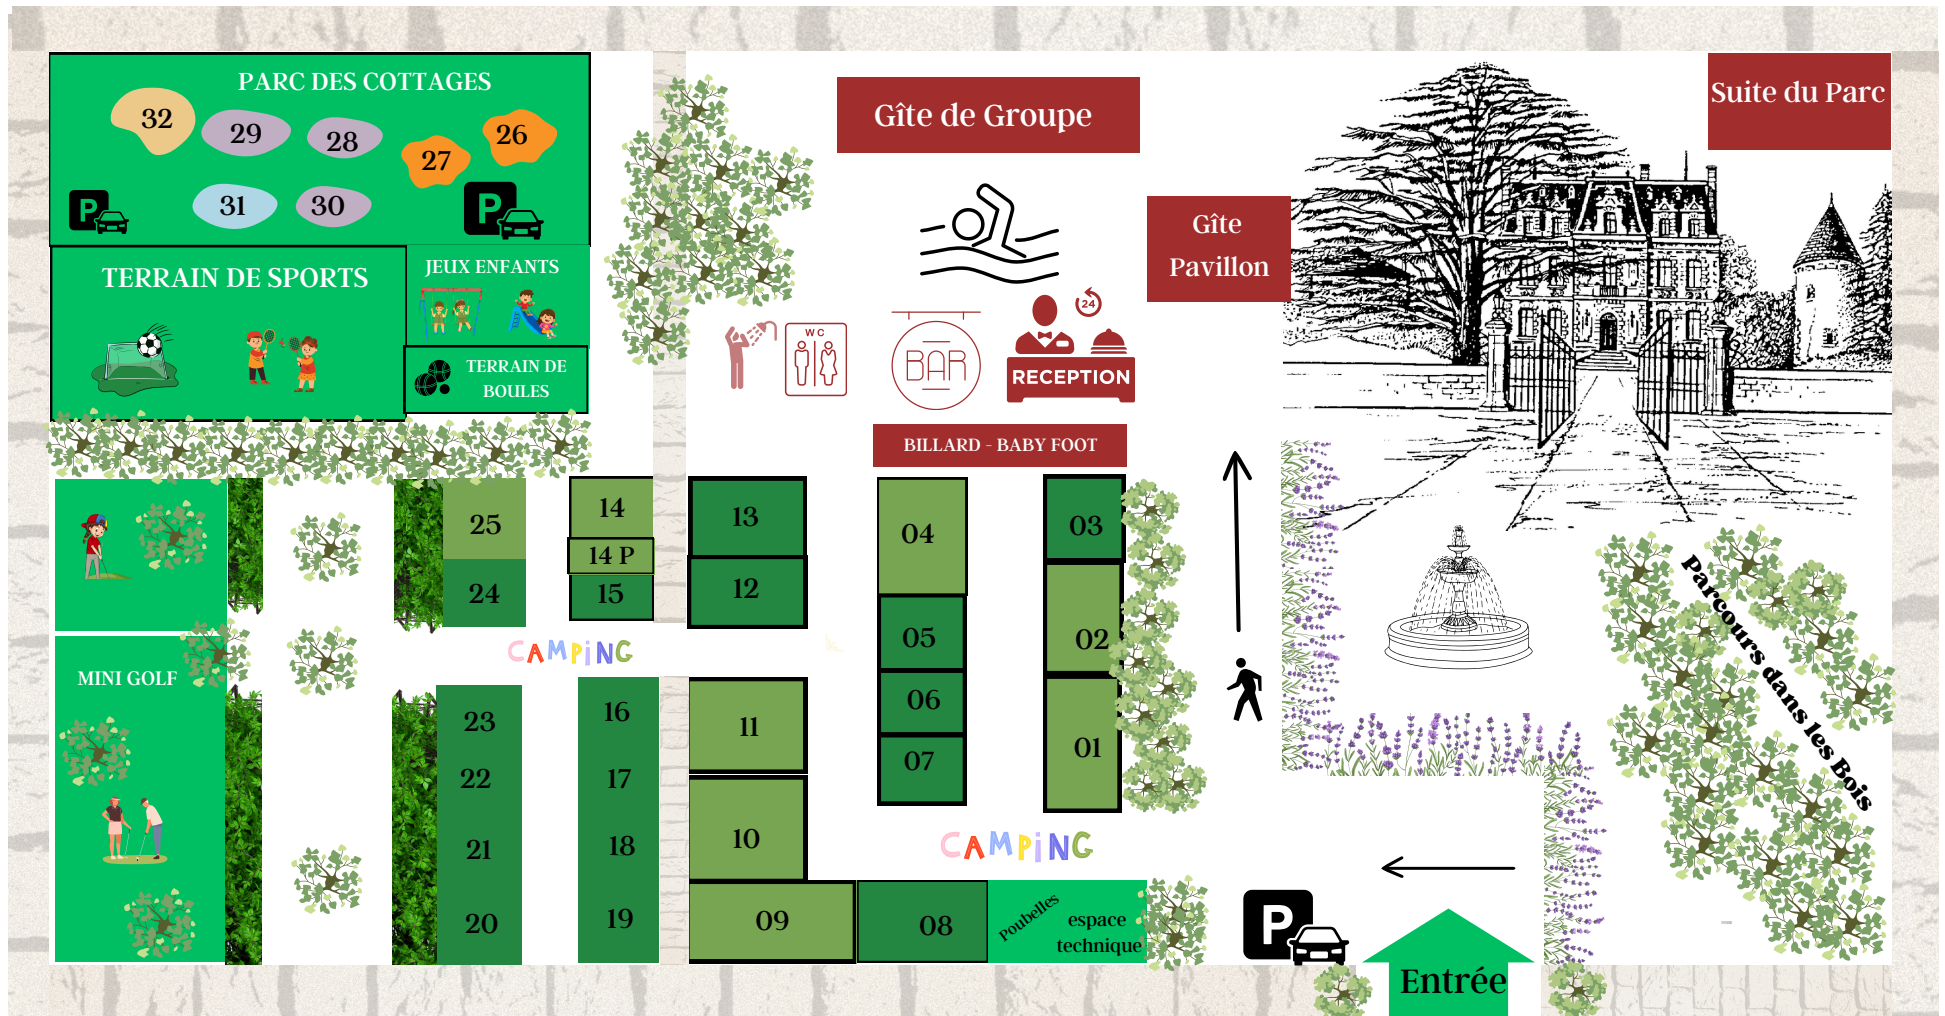 PARC DES COTTAGES
32
29
28
27
26
31
30
P
P
TERRAIN DE SPORTS
JEUX ENFANTS
TERRAIN DE
BOULES
Gîte de Groupe
Suite du Parc
Gîte
Pavillon
24
WC
BAR
RECEPTION
BILLARD - BABY FOOT
25
24
14
14 P
15
13
12
04
03
05
02
06
07
01
CAMPiNG
MINI GOLF
23
22
21
20
16
17
18
19
11
10
09
08
CAMPiNG
Poubelles
espace
technique
Parcours dans les Bois
P
Entrée